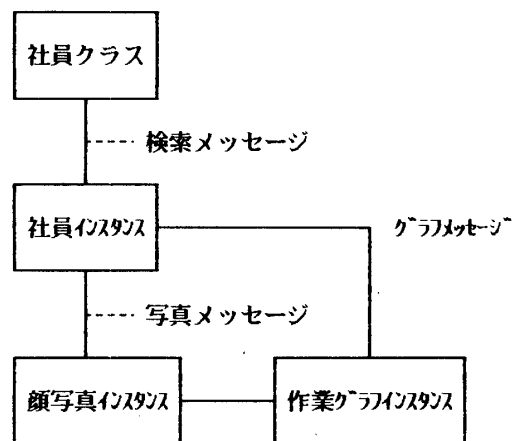 社員クラス
検索メッセージ
社員インスタンス
グラフメッセージ
写真メッセージ
顔写真インスタンス
作業グラフインスタンス